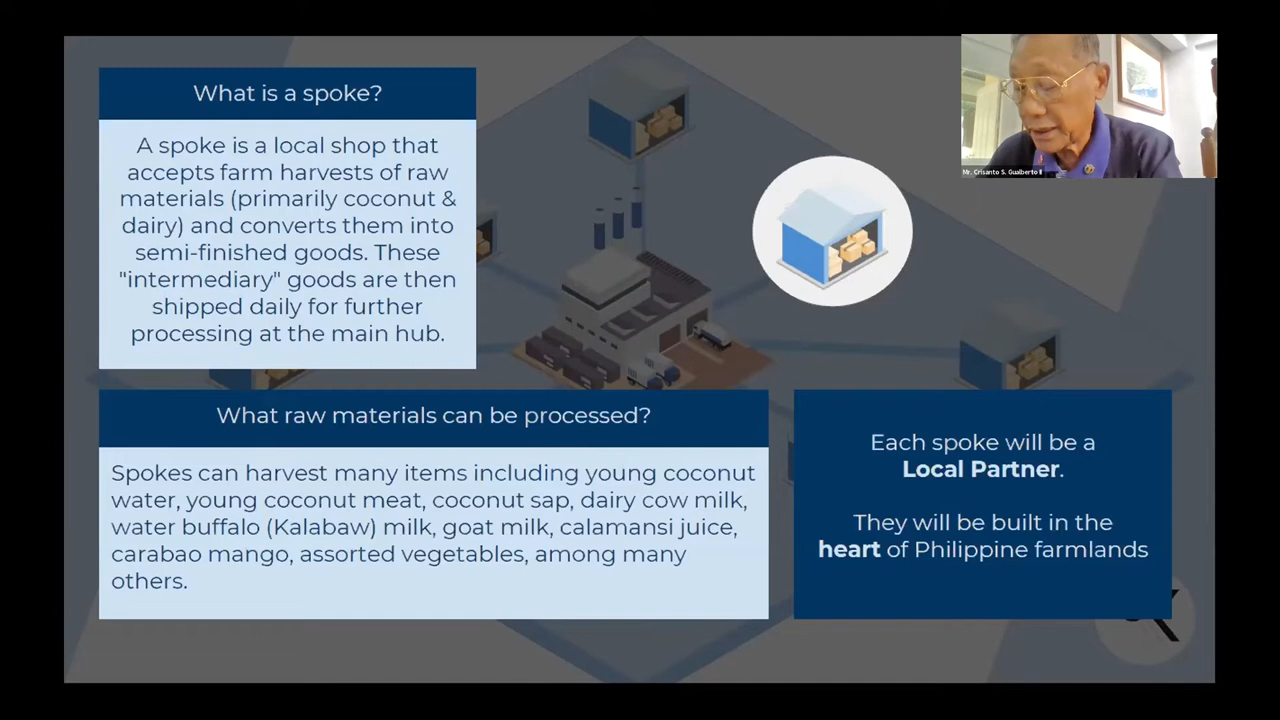 What is a spoke?
A spoke is a local shop that
accepts farm harvests of raw
materials (primarily coconut &
dairy) and converts them into
semi-finished goods. These
"intermediary" goods are then
shipped daily for further
processing at the main hub.
Mr. Crisanto S. Gualberto II
What raw materials can be processed?
Spokes can harvest many items including young coconut
water, young coconut meat, coconut sap, dairy cow milk,
water buffalo (Kalabaw) milk, goat milk, calamansi juice,
carabao mango, assorted vegetables, among many
others.
Each spoke will be a
Local Partner.
They will be built in the
heart of Philippine farmlands